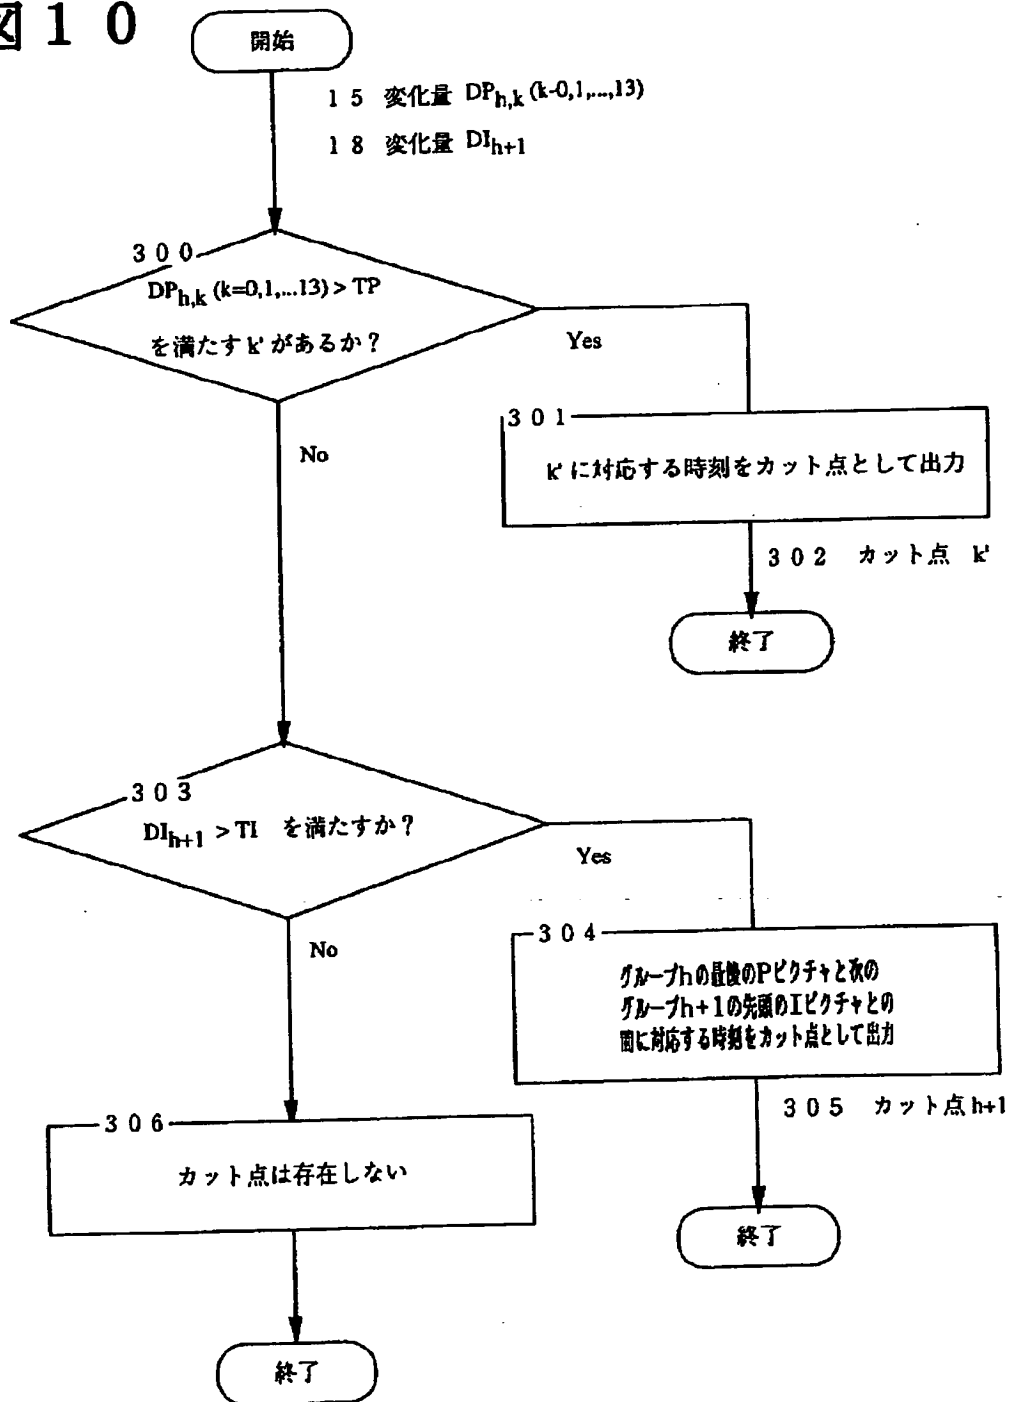 図１０
開始
１５ 変化量 DPh,k (k-0,1,...,13)
１８ 変化量 DIh+1
３００
DPh,k (k=0,1,...13) > TP
を満たす k' があるか？
Yes
No
３０１
k' に対応する時刻をカット点として出力
３０２ カット点 k'
終了
３０３
DIh+1 > TI を満たすか？
Yes
No
３０４
グループhの最後のPピクチャと次の
グループh+1の先頭のIピクチャとの
間に対応する時刻をカット点として出力
３０５ カット点 h+1
３０６
カット点は存在しない
終了
終了